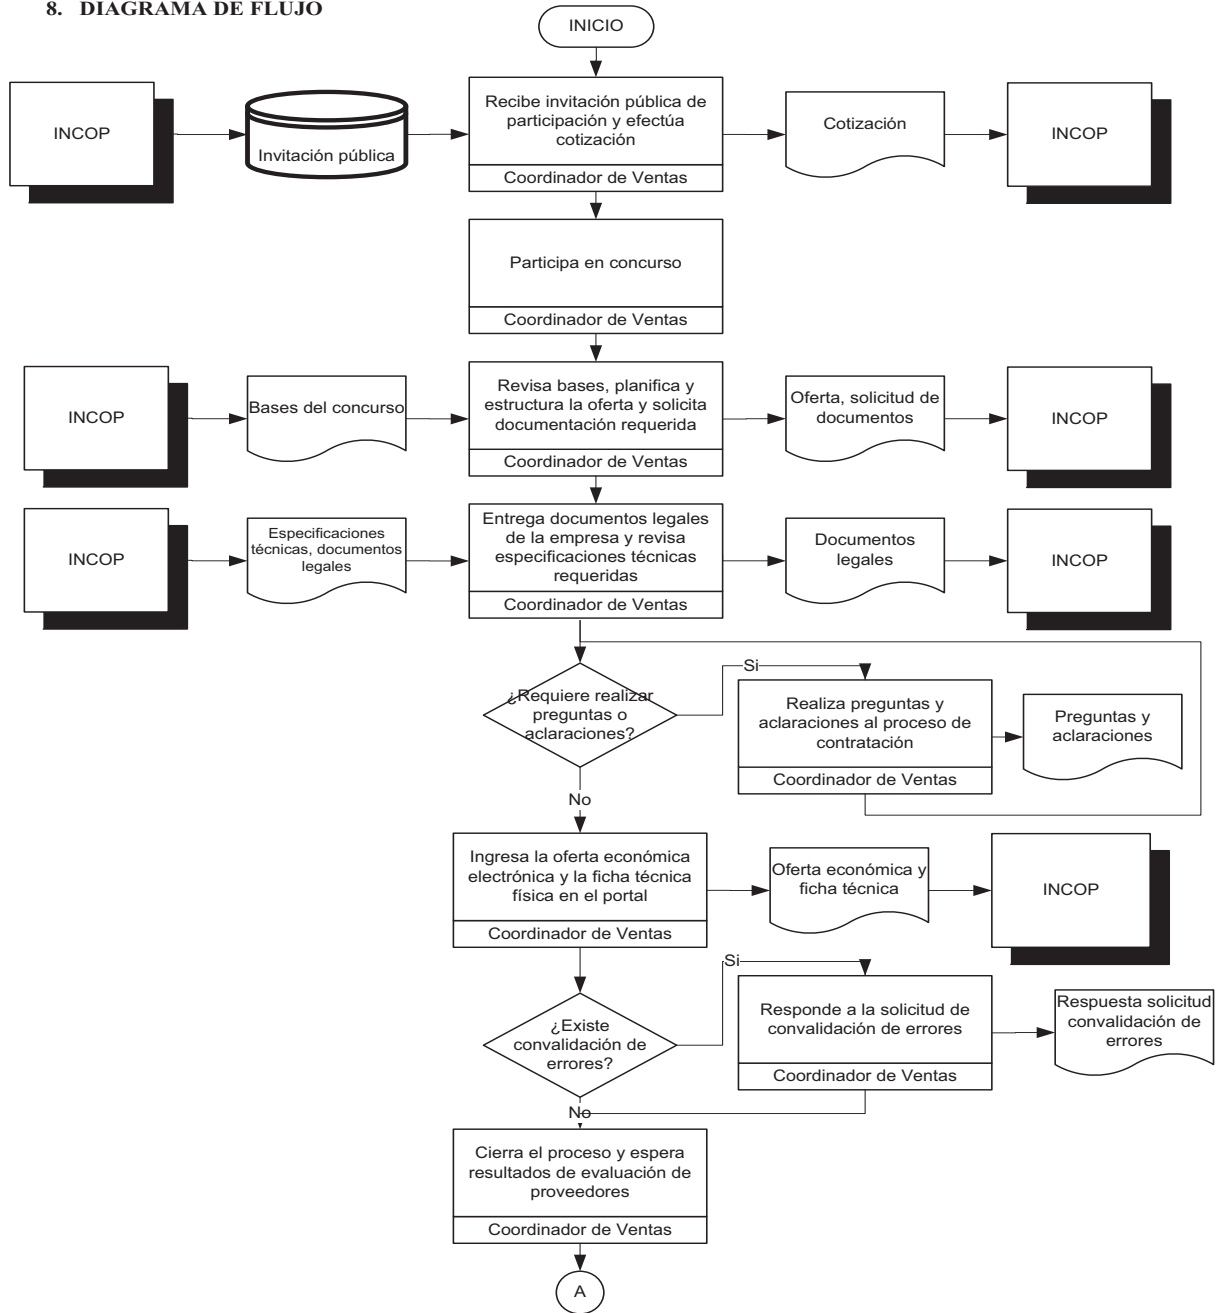 8. DIAGRAMA DE FLUJO
INICIO
INCOP
Invitación pública
Recibe invitación pública de
participación y efectúa
cotización
Coordinador de Ventas
Cotización
INCOP
Participa en concurso
Coordinador de Ventas
INCOP
Bases del concurso
Revisa bases, planifica y
estructura la oferta y solicita
documentación requerida
Coordinador de Ventas
Oferta, solicitud de
documentos
INCOP
INCOP
Especificaciones
técnicas, documentos
legales
Entrega documentos legales
de la empresa y revisa
especificaciones técnicas
requeridas
Coordinador de Ventas
Documentos
legales
INCOP
¿Requiere realizar
preguntas o
aclaraciones?
Si
Realiza preguntas y
aclaraciones al proceso de
contratación
Coordinador de Ventas
Preguntas y
aclaraciones
No
Ingresa la oferta económica
electrónica y la ficha técnica
física en el portal
Coordinador de Ventas
Oferta económica y
ficha técnica
INCOP
¿Existe
convalidación de
errores?
Si
Responde a la solicitud de
convalidación de errores
Coordinador de Ventas
Respuesta solicitud
convalidación de
errores
No
Cierra el proceso y espera
resultados de evaluación de
proveedores
Coordinador de Ventas
A